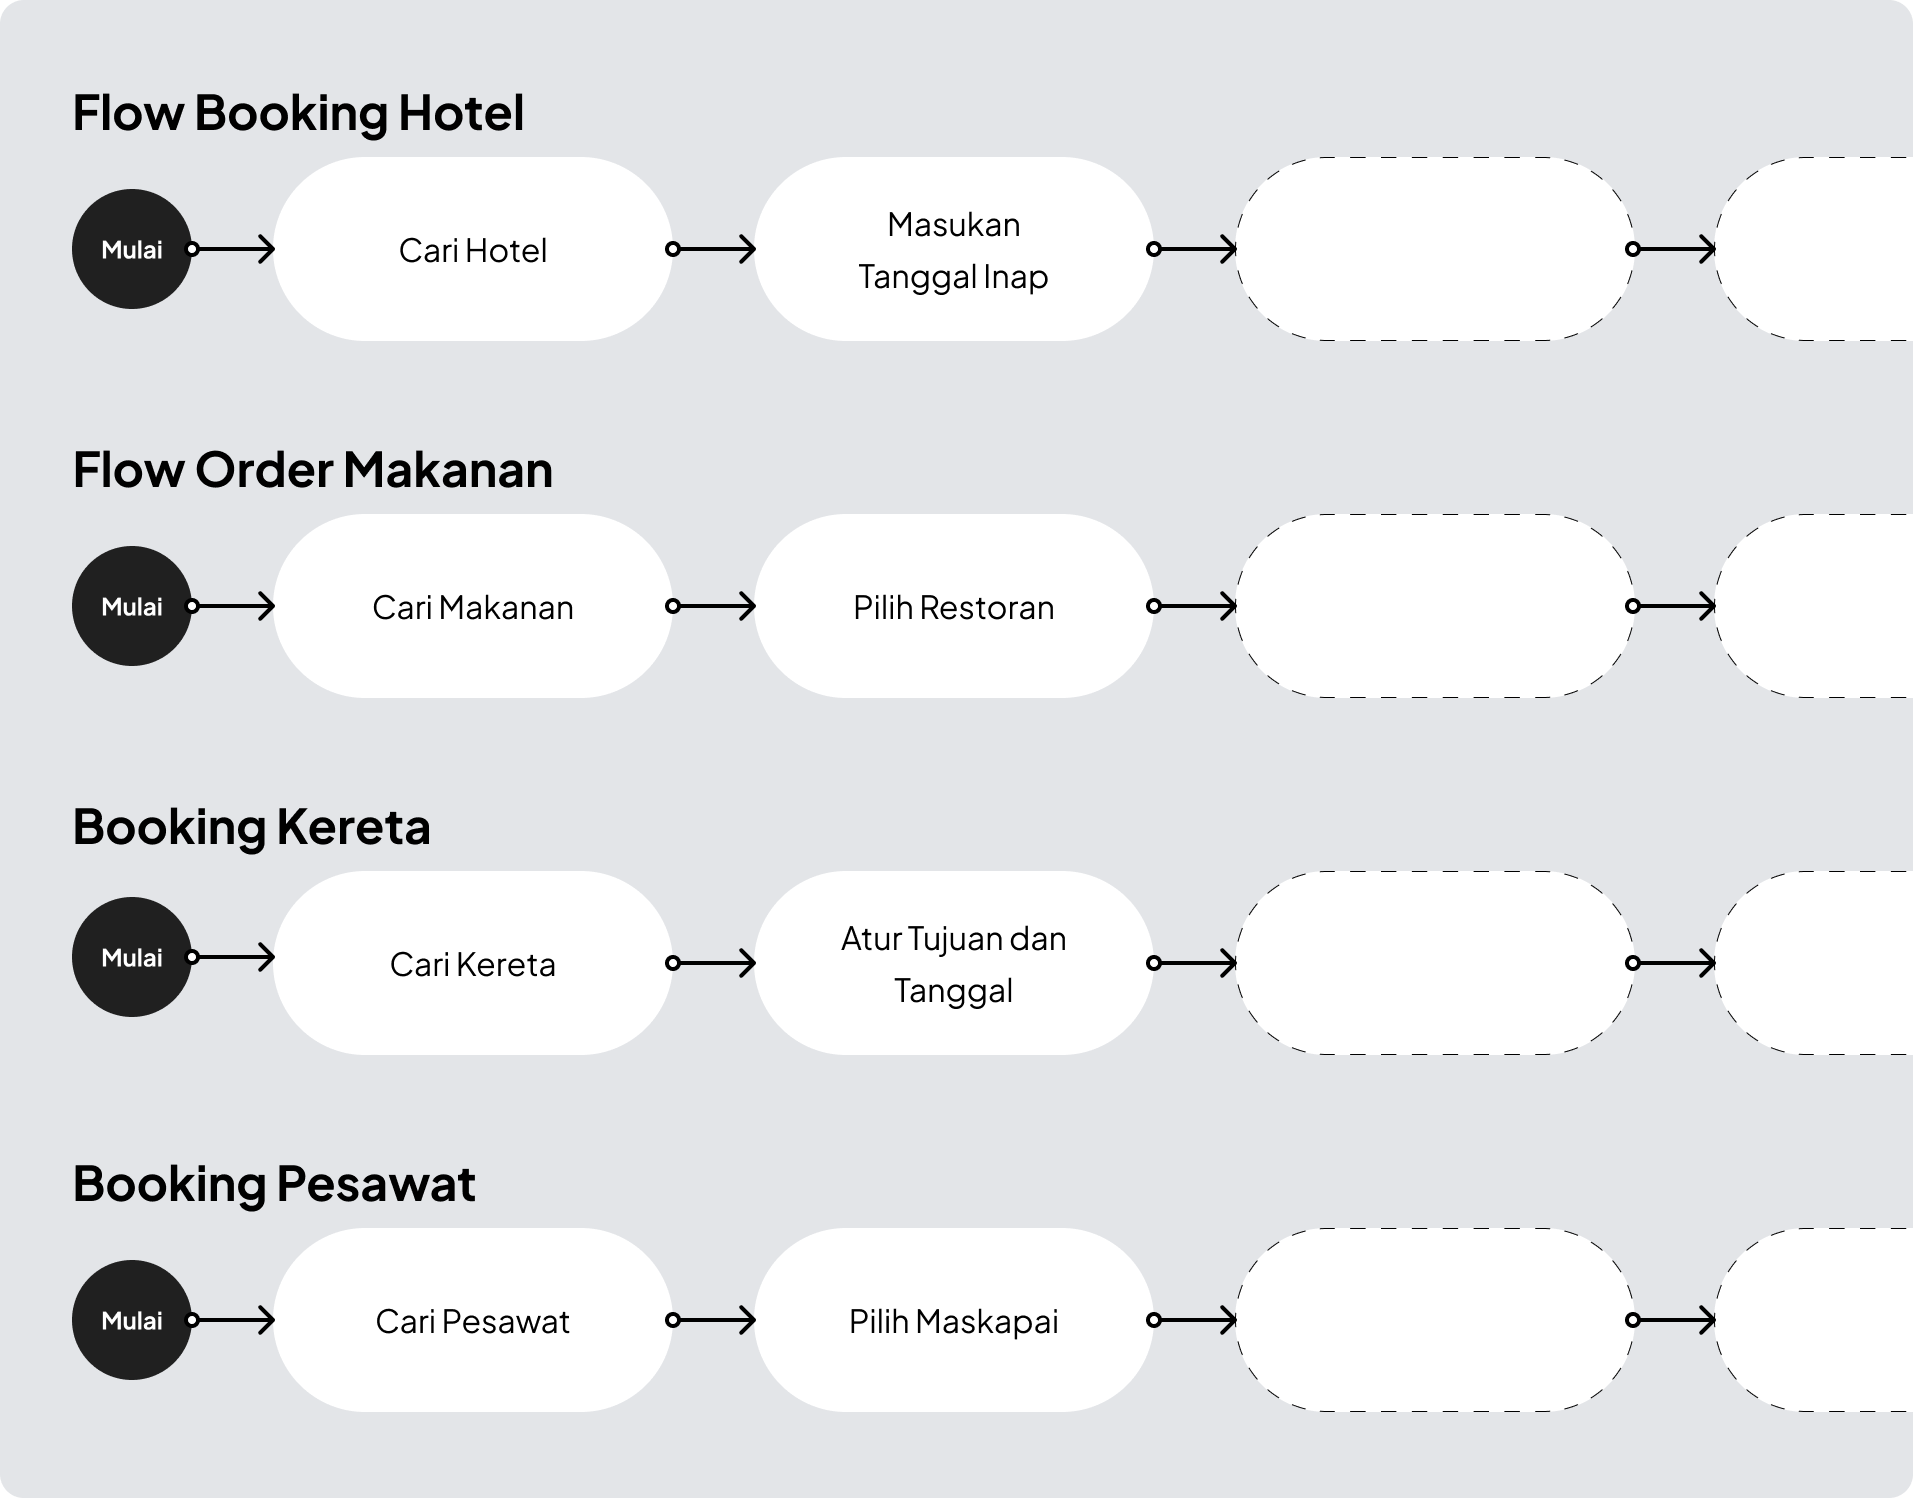 Flow Booking Hotel
Mulai
Cari Hotel
Masukan
Tanggal Inap
Flow Order Makanan
Mulai
Cari Makanan
Pilih Restoran
Booking Kereta
Mulai
Cari Kereta
Atur Tujuan dan
Tanggal
Booking Pesawat
Mulai
Cari Pesawat
Pilih Maskapai